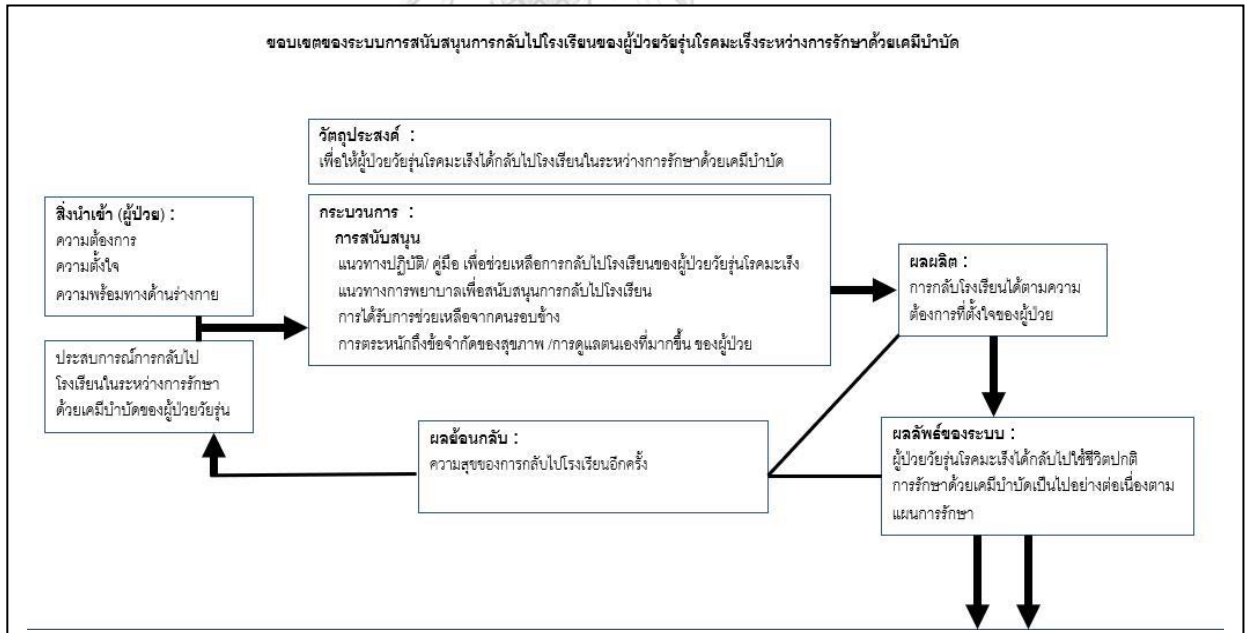 ขอบเขตของระบบการสนับสนุนการกลับไปโรงเรียนของผู้ป่วยวัยรุ่นโรคมะเร็งระหว่างการรักษาด้วยเคมีบำบัด
วัตถุประสงค์ :
เพื่อให้ผู้ป่วยวัยรุ่นโรคมะเร็งได้กลับไปโรงเรียนในระหว่างการรักษาด้วยเคมีบำบัด
สิ่งนำเข้า (ผู้ป่วย) :
ความต้องการ
ความตั้งใจ
ความพร้อมทางด้านร่างกาย
กระบวนการ :
การสนับสนุน
แนวทางปฏิบัติ/ คู่มือ เพื่อช่วยเหลือการกลับไปโรงเรียนของผู้ป่วยวัยรุ่นโรคมะเร็ง
แนวทางการพยาบาลเพื่อสนับสนุนการกลับไปโรงเรียน
การได้รับการช่วยเหลือจากคนรอบข้าง
การตระหนักถึงข้อจำกัดของสุขภาพ /การดูแลตนเองที่มากขึ้น ของผู้ป่วย
ผลผลิต :
การกลับโรงเรียนได้ตามความ
ต้องการที่ตั้งใจของผู้ป่วย
ประสบการณ์การกลับไป
โรงเรียนในระหว่างการรักษา
ด้วยเคมีบำบัดของผู้ป่วยวัยรุ่น
ผลย้อนกลับ :
ความสุขของการกลับไปโรงเรียนอีกครั้ง
ผลลัพธ์ของระบบ :
ผู้ป่วยวัยรุ่นโรคมะเร็งได้กลับไปใช้ชีวิตปกติ
การรักษาด้วยเคมีบำบัดเป็นไปอย่างต่อเนื่องตาม
แผนการรักษา